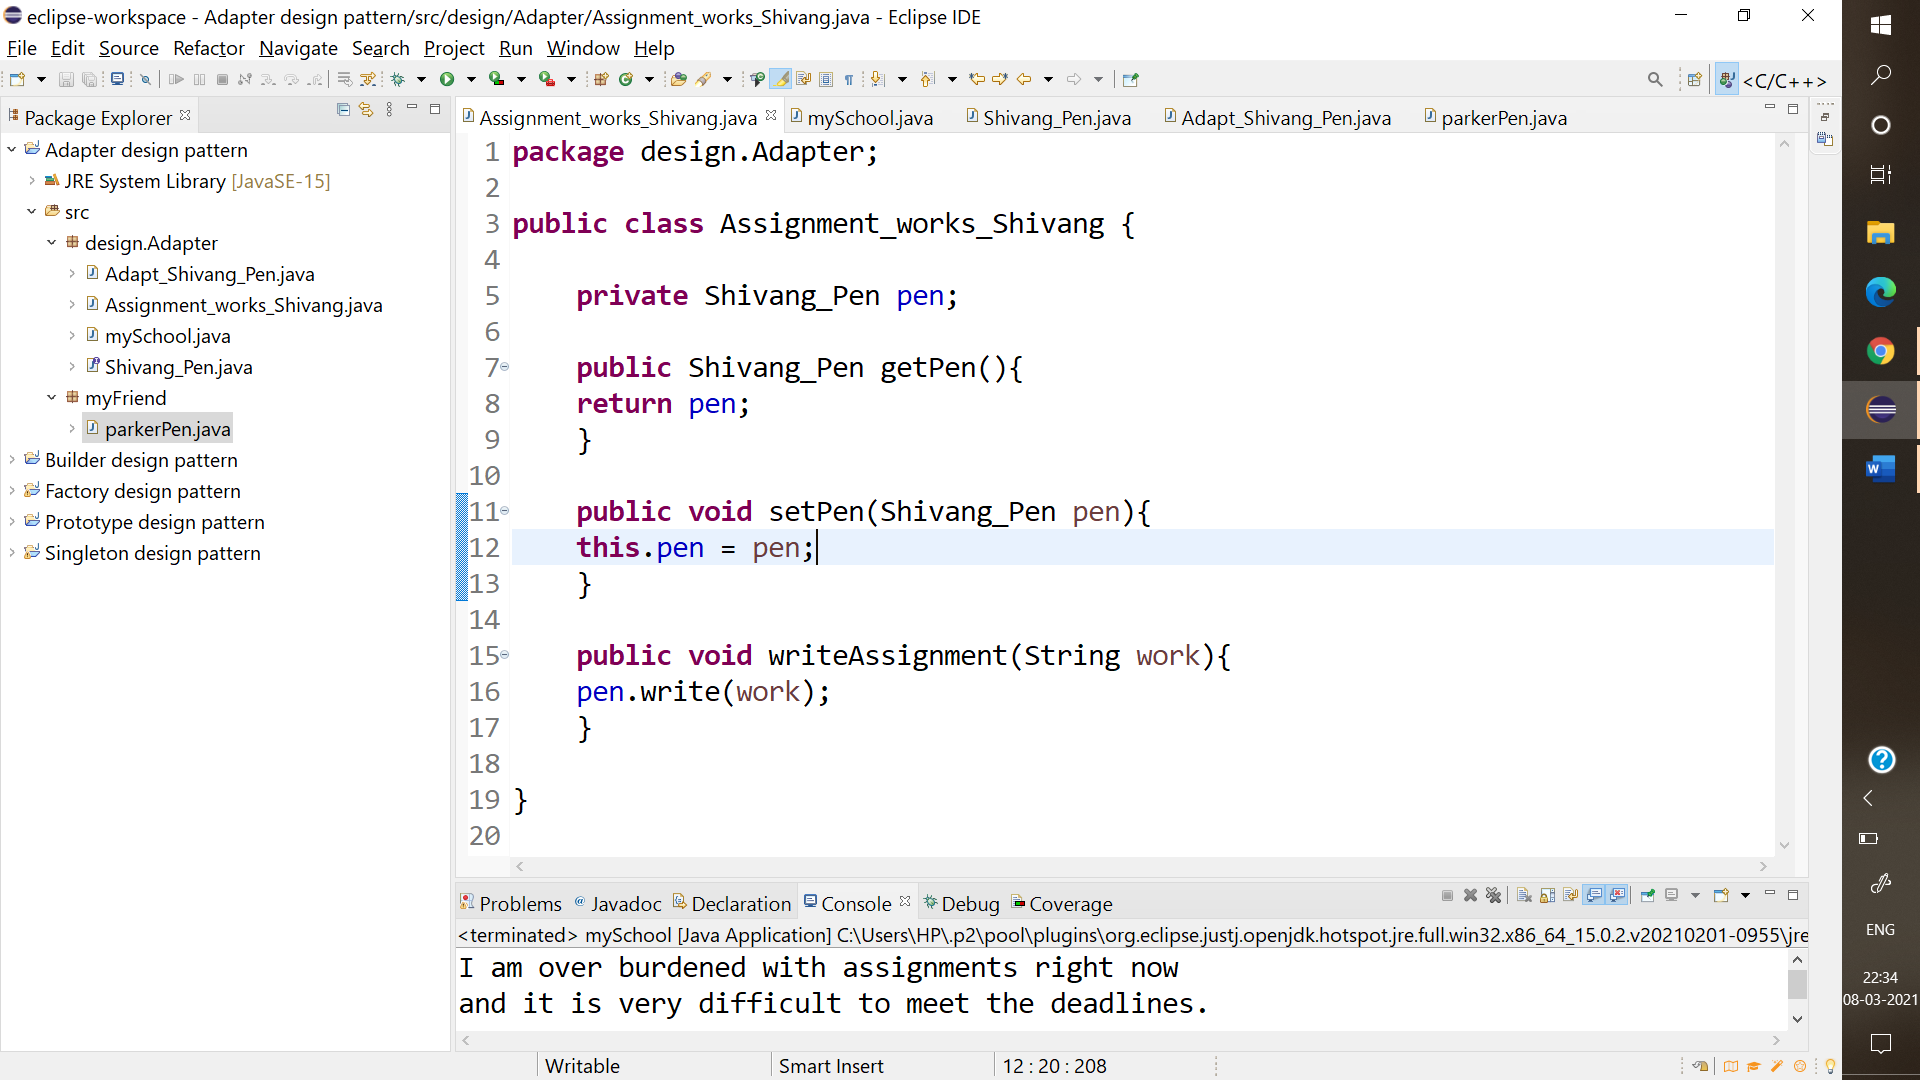 eclipse-workspace - Adapter design pattern/src/design/Adapter/Assignment_works_Shivang.java - Eclipse IDE
File Edit Source Refactor Navigate Search Project Run Window Help
<C/C++>
Package Explorer
Adapter design pattern
JRE System Library [JavaSE-15]
src
design.Adapter
Adapt_Shivang_Pen.java
Assignment_works_Shivang.java
mySchool.java
Shivang_Pen.java
myFriend
parkerPen.java
Builder design pattern
Factory design pattern
Prototype design pattern
Singleton design pattern
Assignment_works_Shivang.java mySchool.java Shivang_Pen.java Adapt_Shivang_Pen.java parkerPen.java
1 package design.Adapter;
2
3 public class Assignment_works_Shivang {
4
5 private Shivang_Pen pen;
6
7 public Shivang_Pen getPen(){
8 return pen;
9 }
10
11 public void setPen(Shivang_Pen pen){
12 this.pen = pen;
13 }
14
15 public void writeAssignment(String work){
16 pen.write(work);
17 }
18
19 }
20
Problems @ Javadoc Declaration Console Debug Coverage
<terminated> mySchool [Java Application] C:\Users\HP\.p2\pool\plugins\org.eclipse.justj.openjdk.hotspot.jre.full.win32.x86_64_15.0.2.v20210201-0955\jre
I am over burdened with assignments right now
and it is very difficult to meet the deadlines.
Writable Smart Insert 12 : 20 : 208
ENG
22:34
08-03-2021